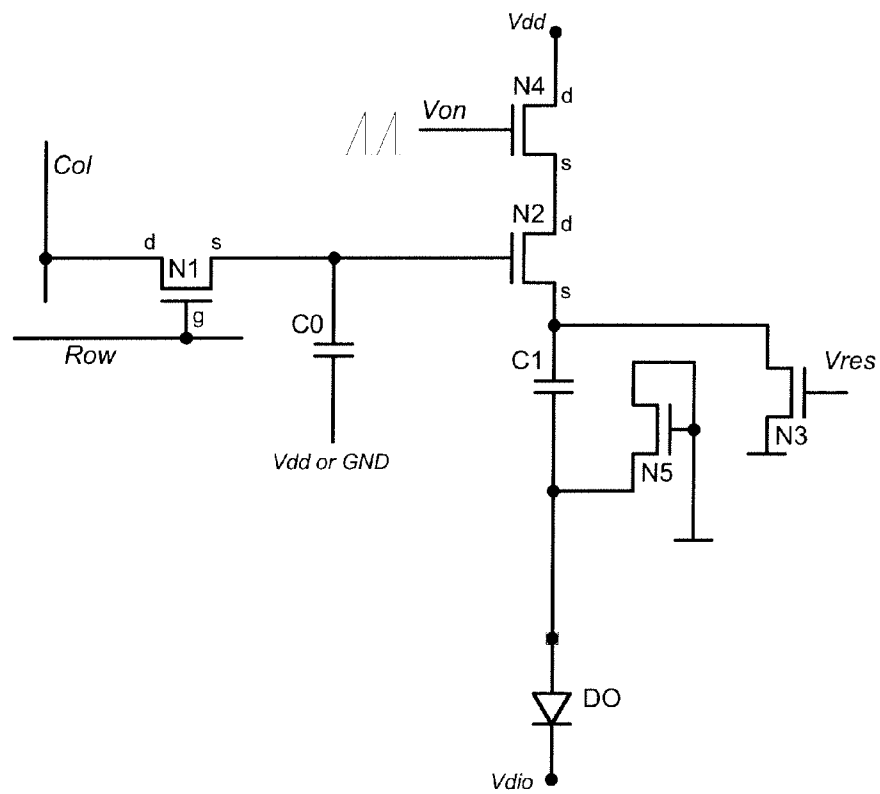 Vdd
N4
d
Von
s
Col
N2
d
d
s
N1
s
g
C0
Row
C1
Vres
N3
Vdd or GND
N5
DO
Vdio